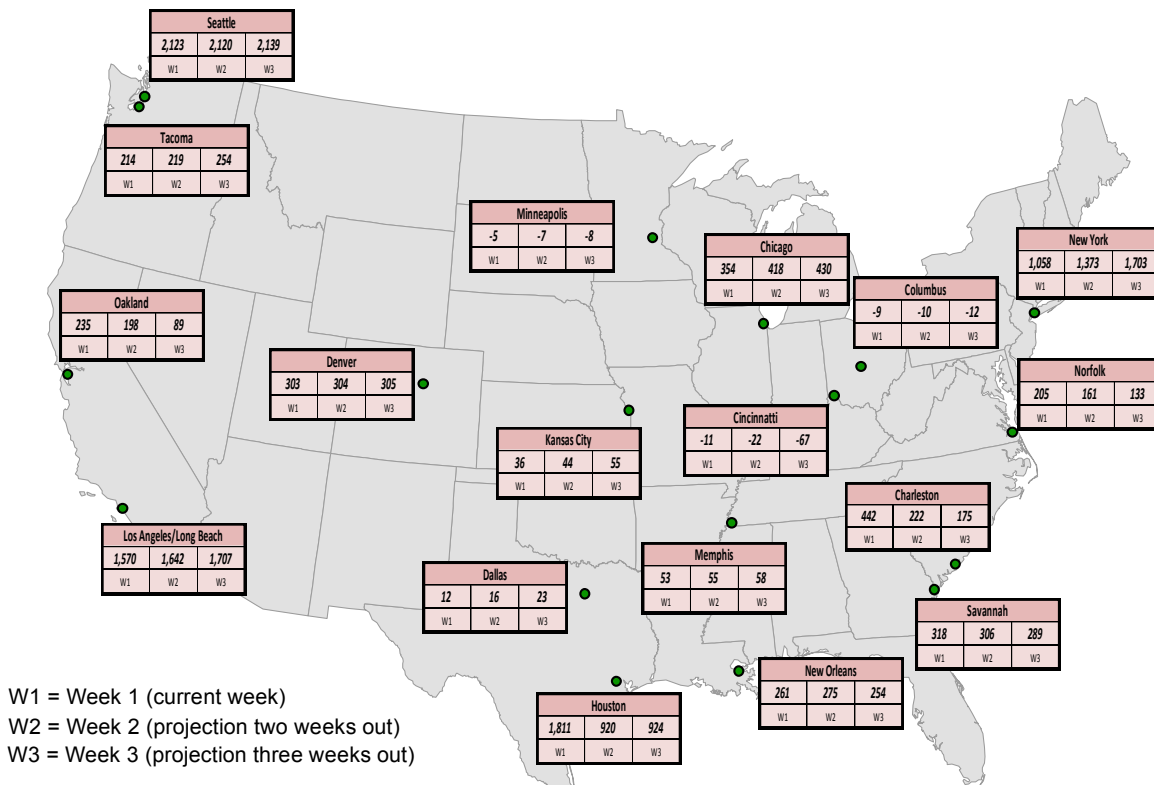 Seattle
2,123 2,120 2,139
W1 W2 W3
Tacoma
214 219 254
W1 W2 W3
Minneapolis
-5 -7 -8
W1 W2 W3
Chicago
354 418 430
W1 W2 W3
New York
1,058 1,373 1,703
W1 W2 W3
Columbus
-9 -10 -12
W1 W2 W3
Oakland
235 198 89
W1 W2 W3
Denver
303 304 305
W1 W2 W3
Norfolk
205 161 133
W1 W2 W3
Cincinnatti
-11 -22 -67
W1 W2 W3
Kansas City
36 44 55
W1 W2 W3
Charleston
442 222 175
W1 W2 W3
Los Angeles/Long Beach
1,570 1,642 1,707
W1 W2 W3
Memphis
53 55 58
W1 W2 W3
Dallas
12 16 23
W1 W2 W3
Savannah
318 306 289
W1 W2 W3
New Orleans
261 275 254
W1 W2 W3
Houston
1,811 920 924
W1 W2 W3
W1 = Week 1 (current week)
W2 = Week 2 (projection two weeks out)
W3 = Week 3 (projection three weeks out)